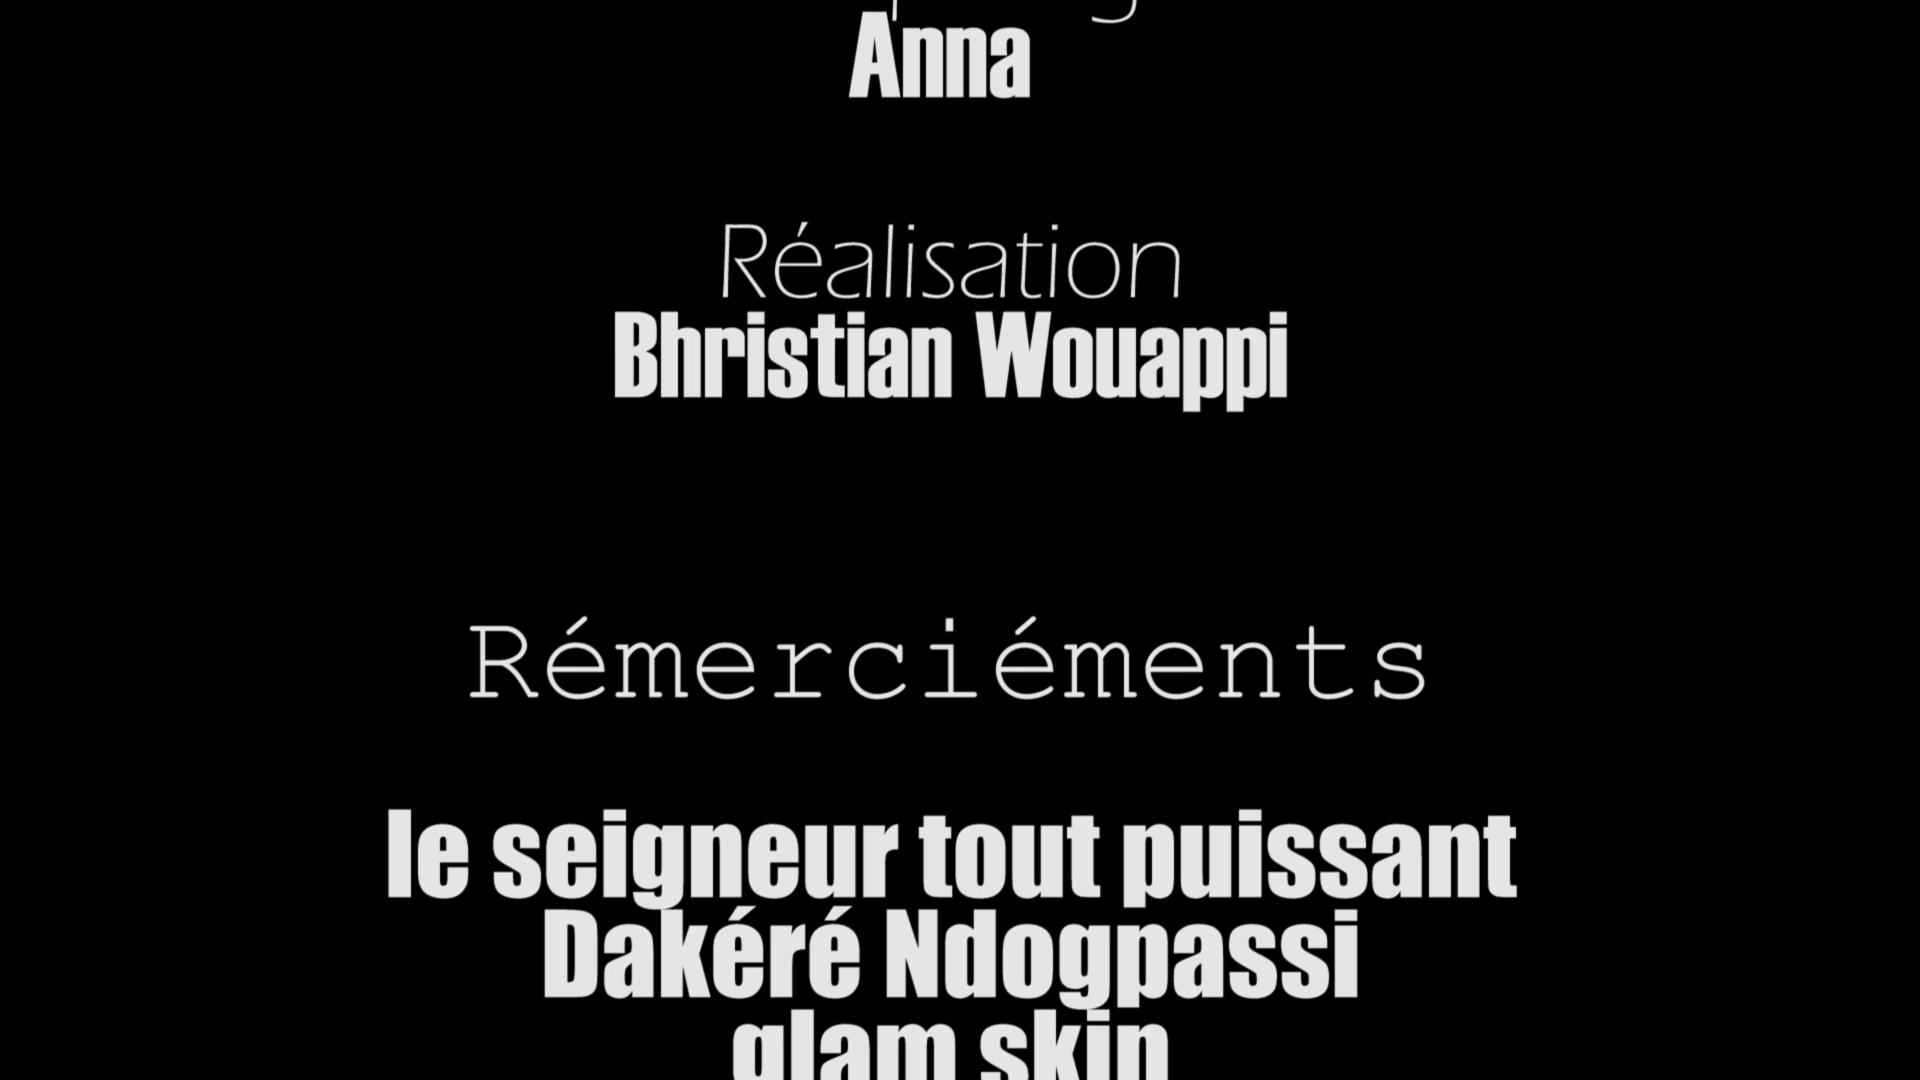 Anna
Réalisation
Bhristian Wouappi
Rémerciéments
le seigneur tout puissant
Dakéré Ndogpassi
glam skin